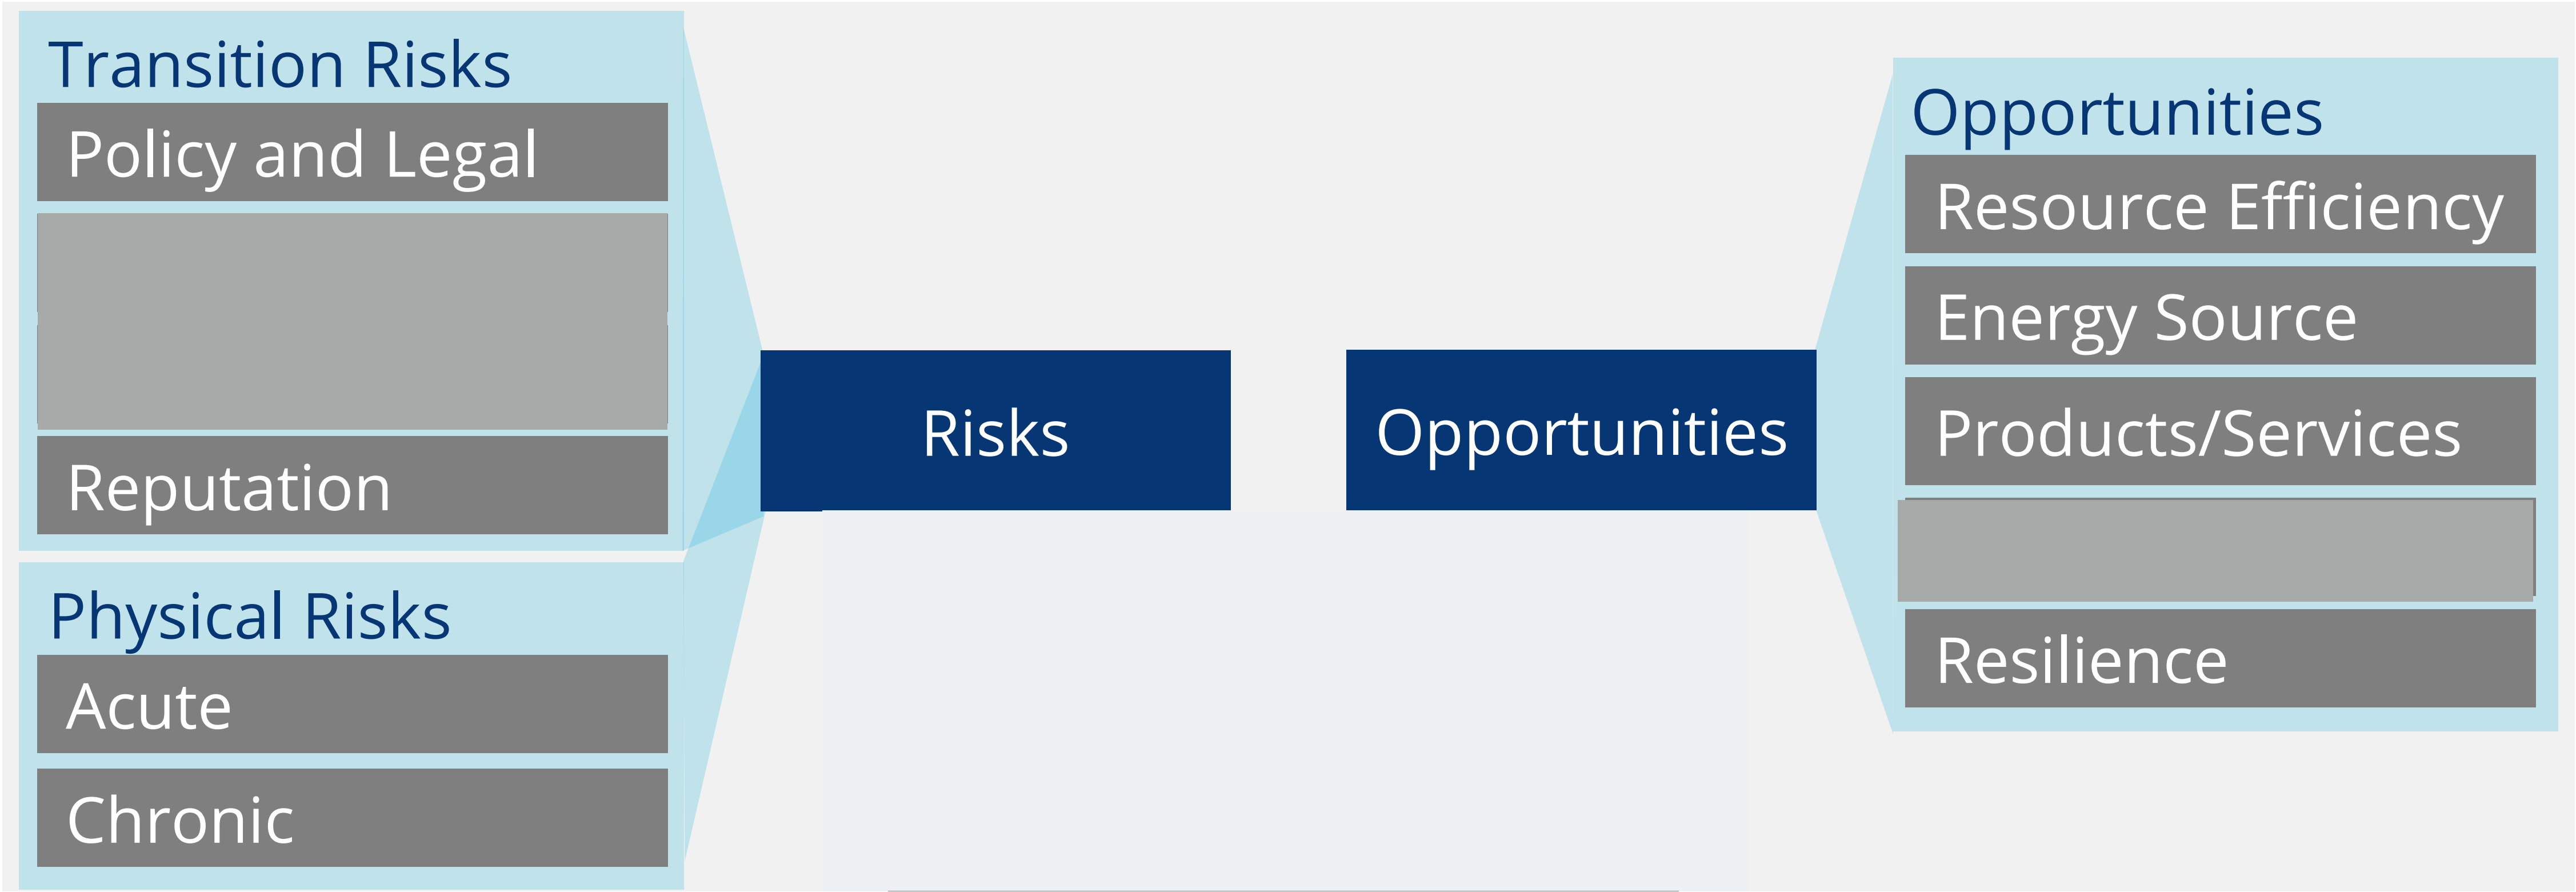 Transition Risks
Policy and Legal
Reputation
Physical Risks
Acute
Chronic
Risks
Opportunities
Opportunities
Resource Efficiency
Energy Source
Products/Services
Resilience